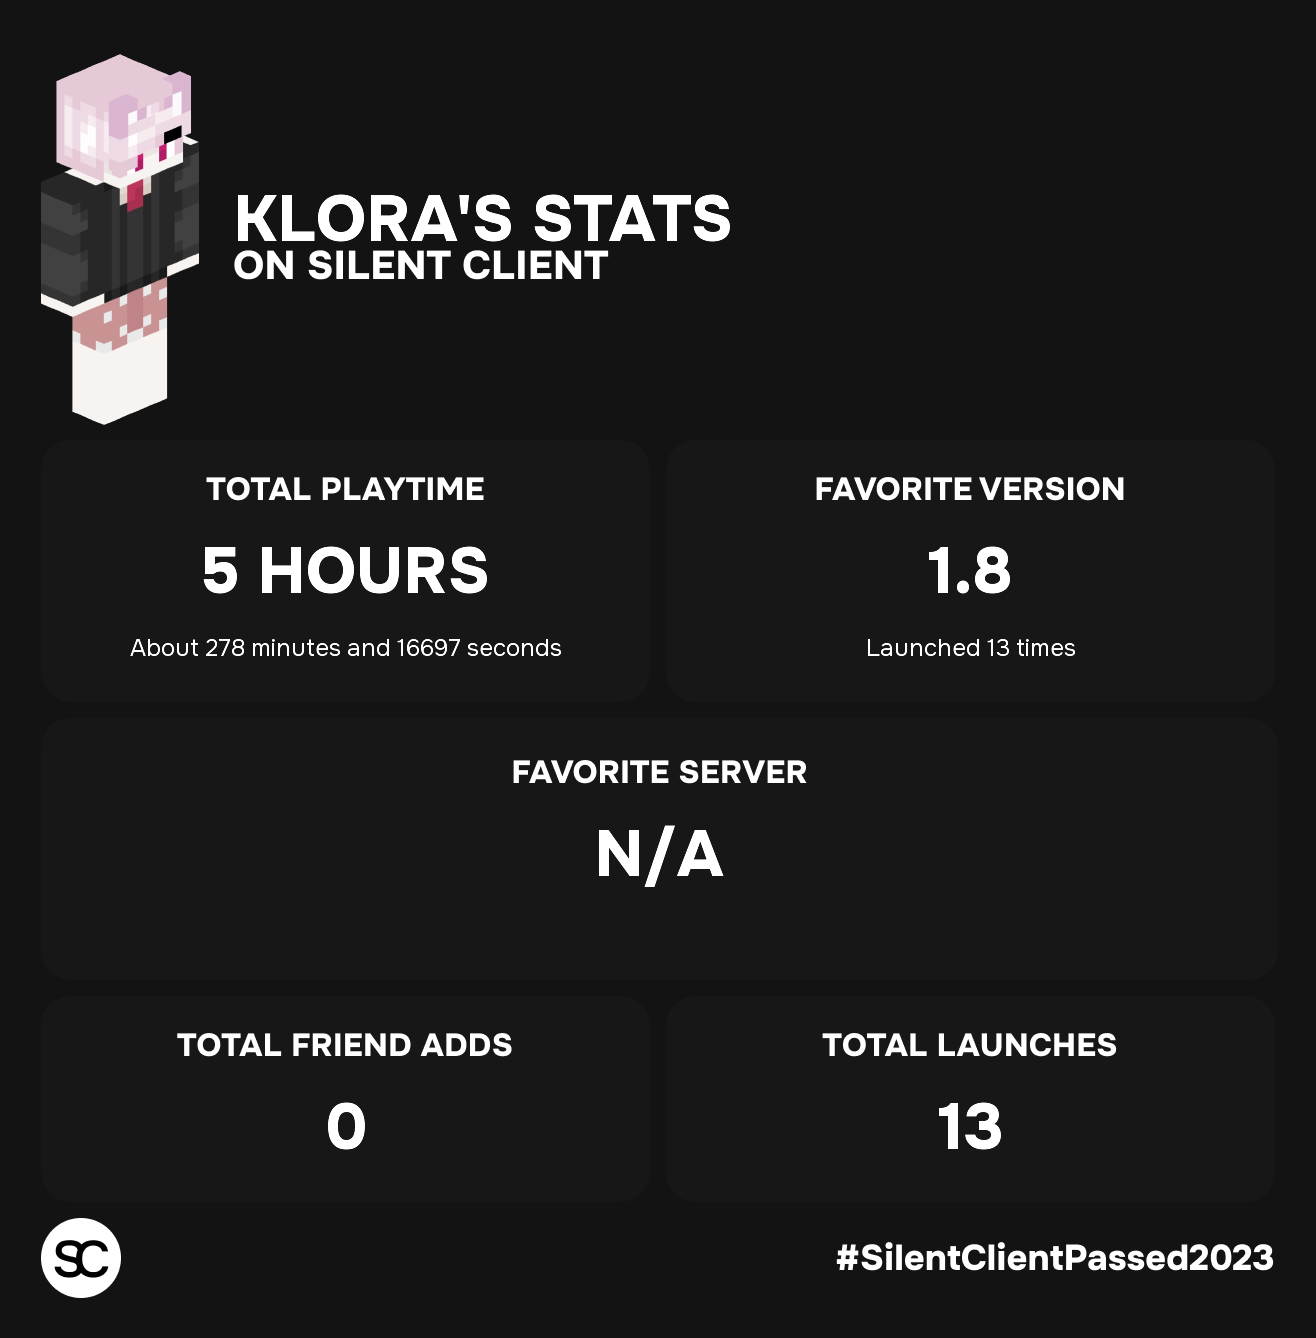 KLORA'S STATS
ON SILENT CLIENT
TOTAL PLAYTIME
5 HOURS
About 278 minutes and 16697 seconds
FAVORITE VERSION
1.8
Launched 13 times
FAVORITE SERVER
N/A
TOTAL FRIEND ADDS
0
TOTAL LAUNCHES
13
SC
#SilentClientPassed2023